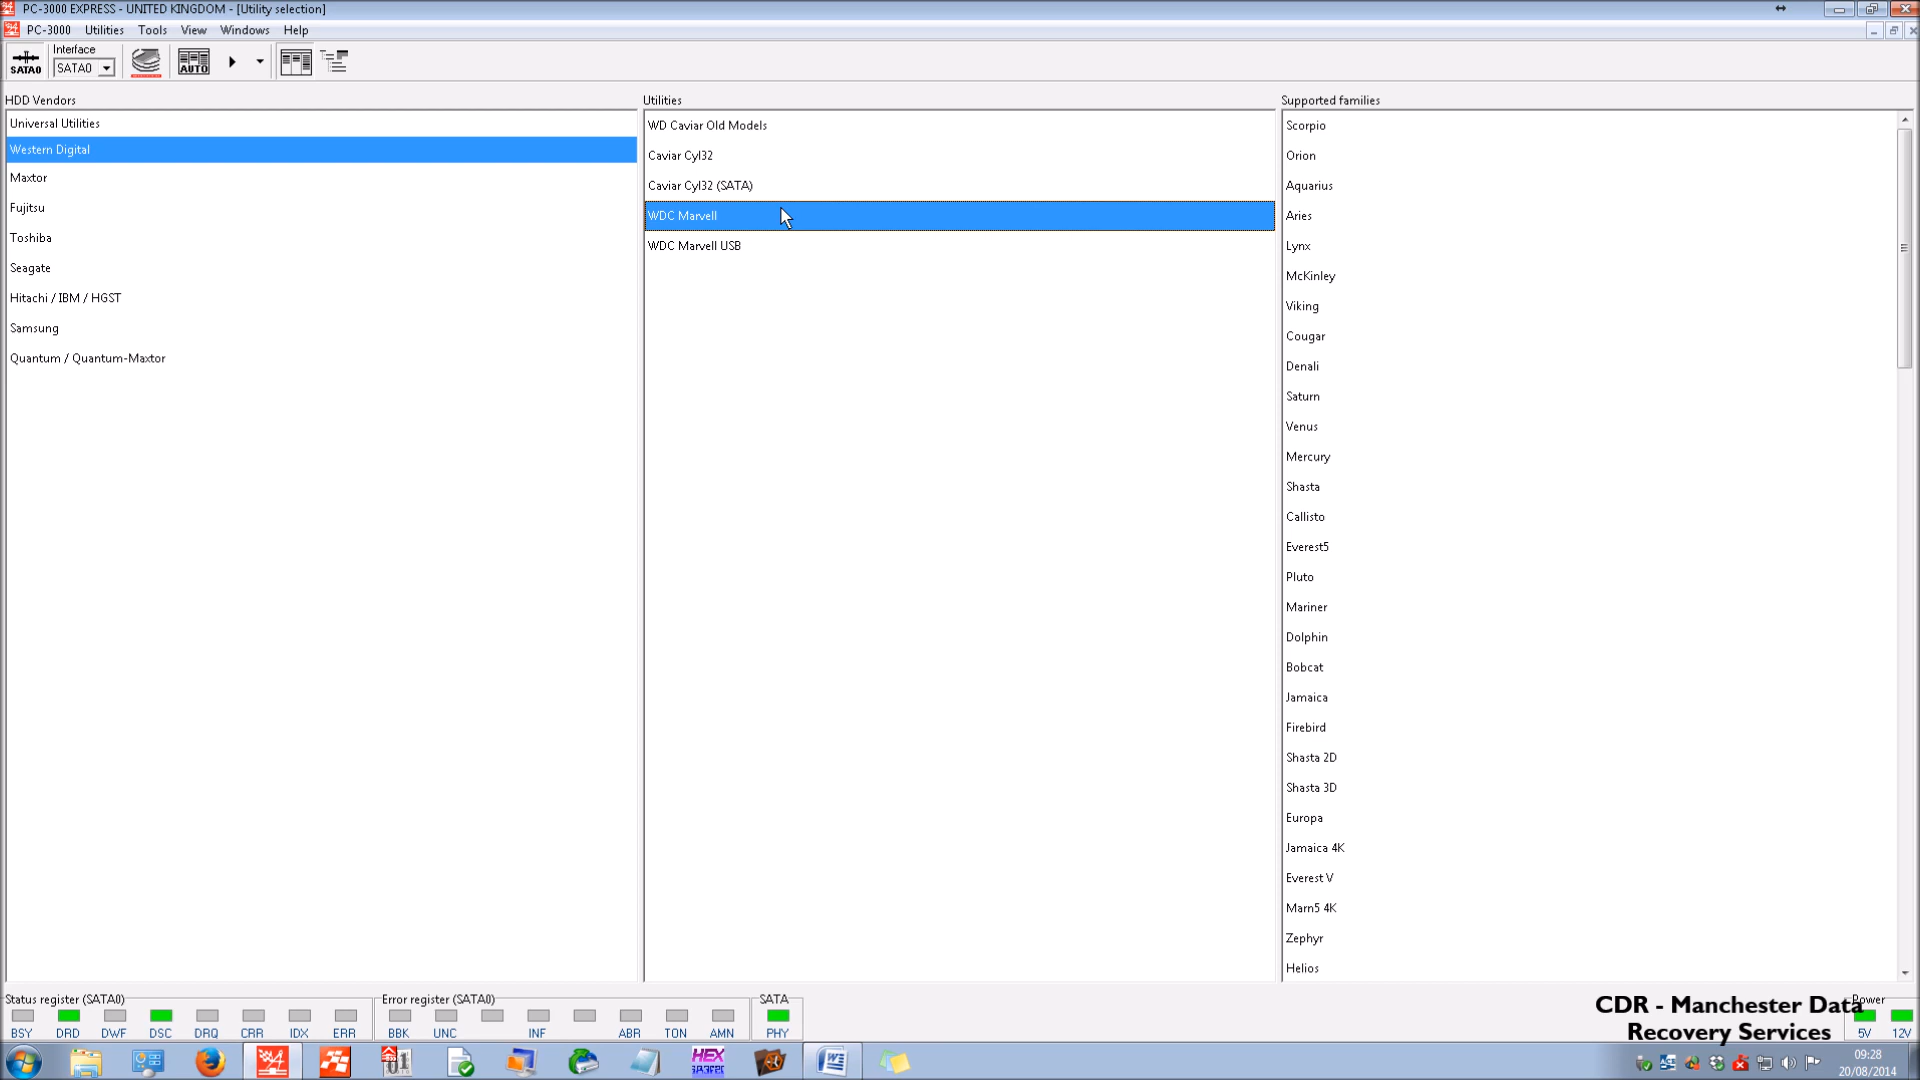 PC-3000 EXPRESS - UNITED KINGDOM - [Utility selection]
PC-3000 Utilities Tools View Windows Help
SATA0
Interface
SATA0
AUTO
HDD Vendors
Universal Utilities
Western Digital
Maxtor
Fujitsu
Toshiba
Seagate
Hitachi / IBM / HGST
Samsung
Quantum / Quantum-Maxtor
Utilities
WD Caviar Old Models
Caviar Cyl32
Caviar Cyl32 (SATA)
WDC Marvell
WDC Marvell USB
Supported families
Scorpio
Orion
Aquarius
Aries
Lynx
McKinley
Viking
Cougar
Denali
Saturn
Venus
Mercury
Shasta
Callisto
Everest5
Pluto
Mariner
Dolphin
Bobcat
Jamaica
Firebird
Shasta 2D
Shasta 3D
Europa
Jamaica 4K
Everest V
Marn5 4K
Zephyr
Helios
Status register (SATA0)
BSY DRD DWF DSC DRQ CRR IDX ERR
Error register (SATA0)
BBK UNC INF ABR TON AMN
SATA
PHY
Power
5V 12V
CDR - Manchester Data
Recovery Services
01
HEX
09:28
20/08/2014